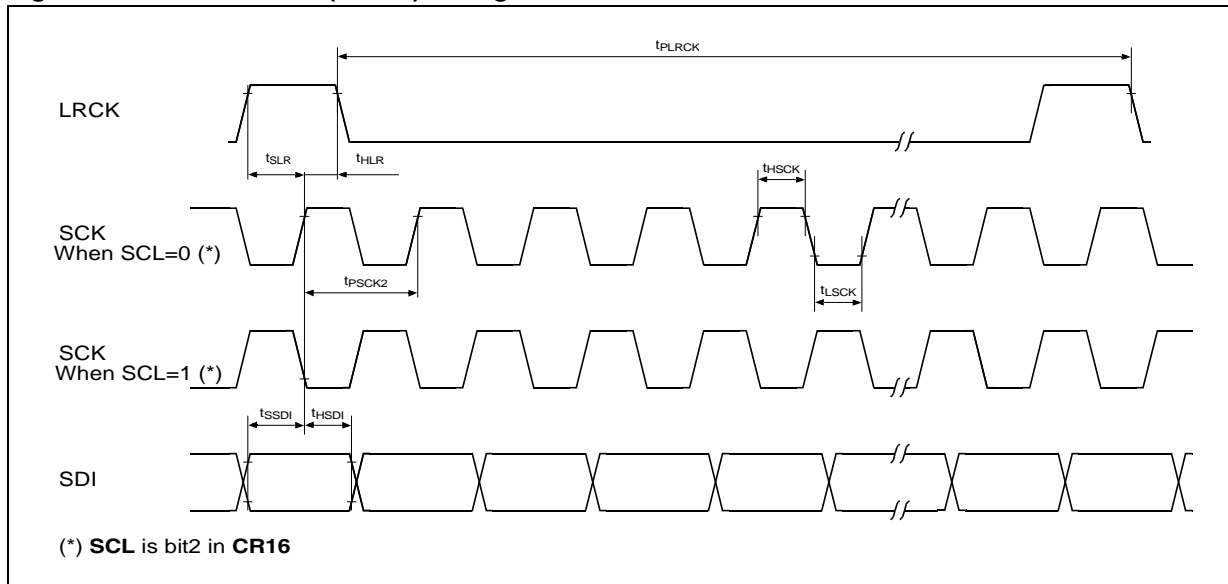 tPLRCK
LRCK
tSLR
tHLR
tHSCK
SCK
When SCL=0 (*)
tPSCK2
tLSCK
SCK
When SCL=1 (*)
tSSDI
tHSDI
SDI
(*) SCL is bit2 in CR16